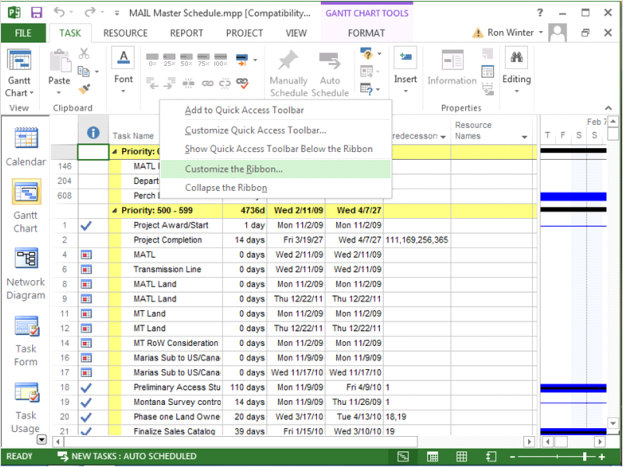 MAIL Master Schedule.mpp [Compatibility...
GANTT CHART TOOLS
FILE TASK RESOURCE REPORT PROJECT VIEW FORMAT Ron Winter
Gantt Chart
View
Paste
Clipboard
Font
0% 25% 50% 75% 100%
Manually Schedule
Auto Schedule
Insert
Information
Properties
Editing
Add to Quick Access Toolbar
Customize Quick Access Toolbar...
Show Quick Access Toolbar Below the Ribbon
Customize the Ribbon...
Collapse the Ribbon
Calendar
Gantt Chart
Network Diagram
Task Form
Task Usage
Task Name redecessors Resource Names
Feb 7
T F S S
Priority: 0
146 MATL
204 Depart
608 Perch
Priority: 500 - 599 4736d Wed 2/11/09 Wed 4/7/27
1 Project Award/Start 1 day Mon 11/2/09 Mon 11/2/09
2 Project Completion 14 days Fri 3/19/27 Wed 4/7/27 111,169,256,365
4 MATL 0 days Wed 2/11/09 Wed 2/11/09
6 Transmission Line 0 days Wed 2/11/09 Wed 2/11/09
8 MATL Land 0 days Mon 11/2/09 Mon 11/2/09
9 MATL Land 0 days Thu 12/22/11 Thu 12/22/11
11 MT Land 0 days Mon 11/2/09 Mon 11/2/09
12 MT Land 0 days Thu 12/22/11 Thu 12/22/11
14 MT RoW Consideration 0 days Mon 11/2/09 Mon 11/2/09
16 Marias Sub to US/Cana 0 days Mon 11/9/09 Mon 11/9/09
17 Marias Sub to US/Cana 0 days Wed 11/17/10 Wed 11/17/10
18 Preliminary Access Stu 110 days Mon 11/9/09 Fri 4/9/10 1
19 Montana Survey contro 14 days Mon 11/9/09 Thu 11/26/09 1
20 Phase one Land Owne 20 days Wed 3/17/10 Tue 4/13/10 18,19
21 Finalize Sales Catalog 39 days Fri 1/15/10 Wed 3/10/10 19
READY NEW TASKS : AUTO SCHEDULED